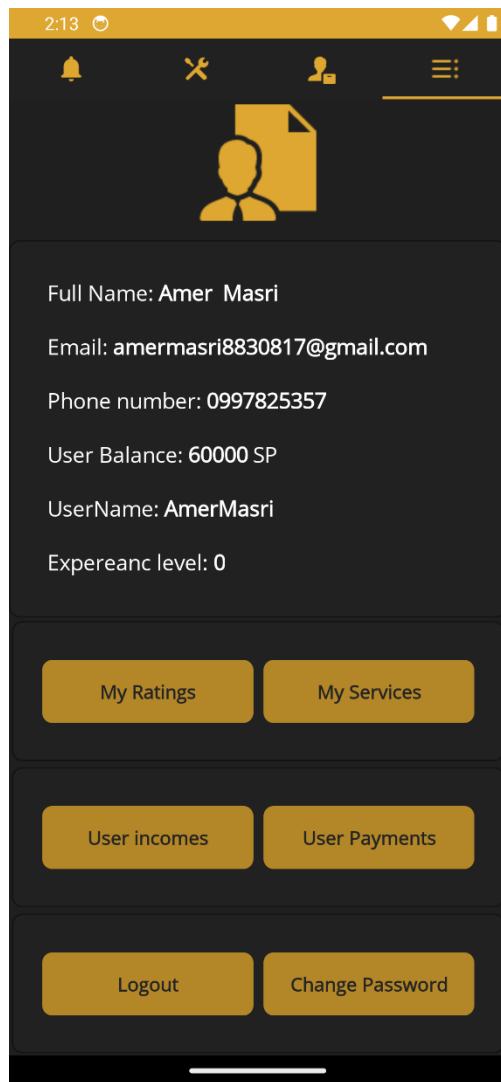 2:13
Full Name: Amer Masri
Email: amermasri8830817@gmail.com
Phone number: 0997825357
User Balance: 60000 SP
UserName: AmerMasri
Expereanc level: 0
My Ratings My Services
User incomes User Payments
Logout Change Password